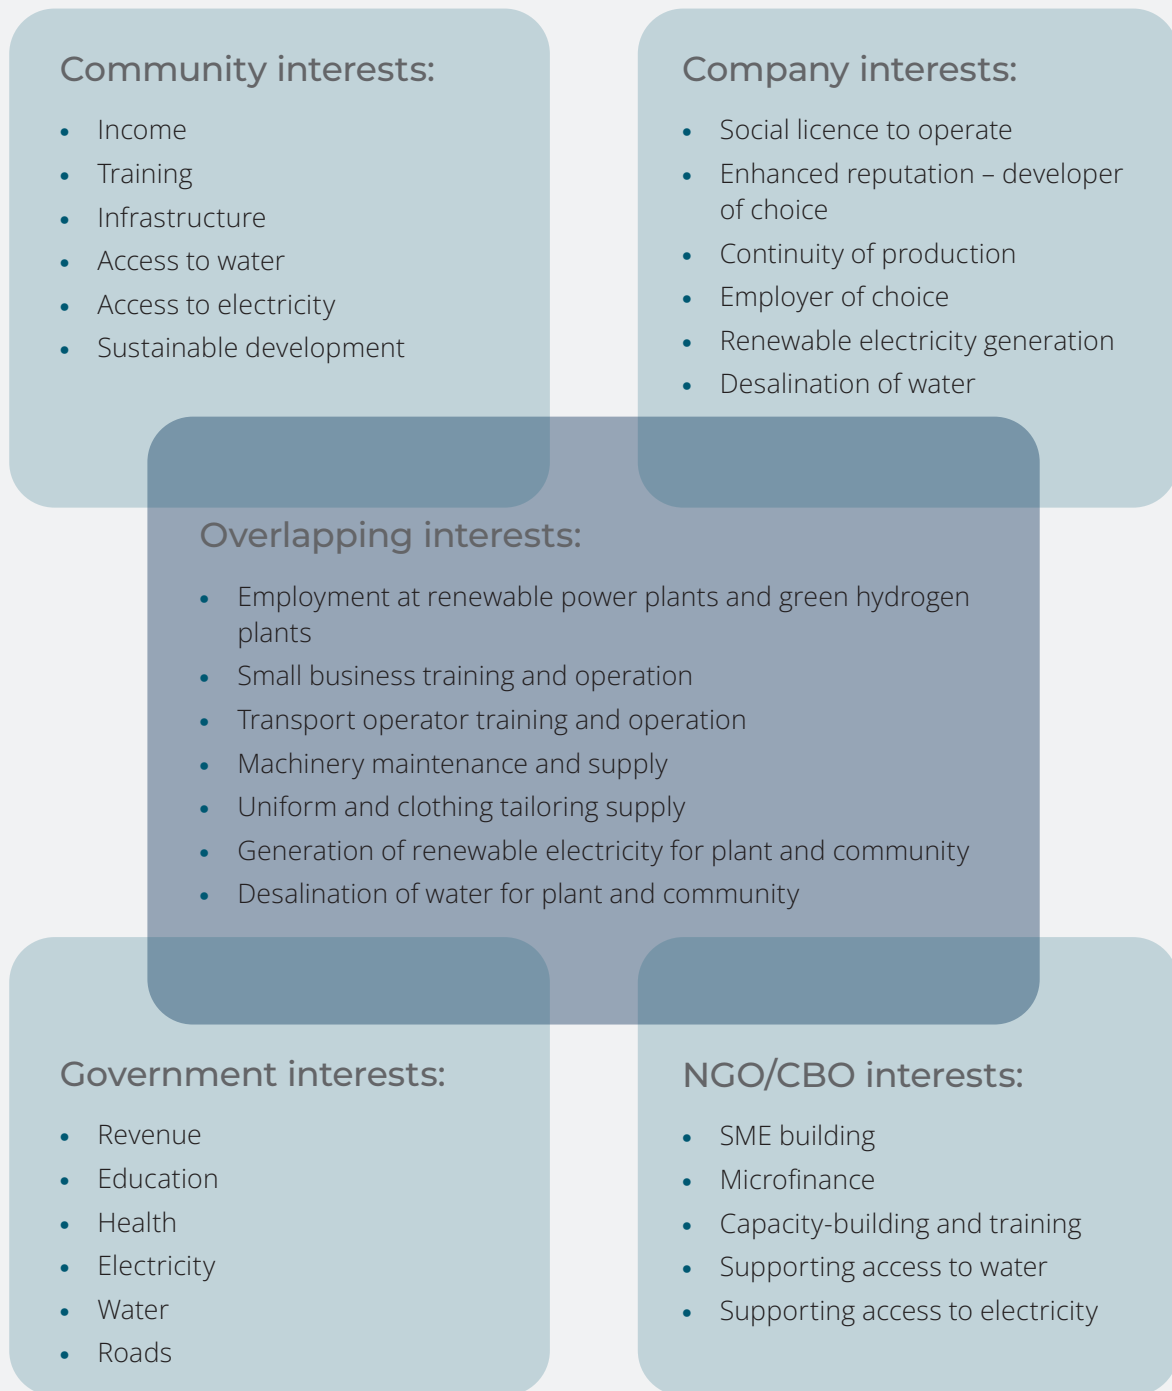 Community interests:
• Income
• Training
• Infrastructure
• Access to water
• Access to electricity
• Sustainable development
Company interests:
• Social licence to operate
• Enhanced reputation – developer
of choice
• Continuity of production
• Employer of choice
• Renewable electricity generation
• Desalination of water
Overlapping interests:
• Employment at renewable power plants and green hydrogen
plants
• Small business training and operation
• Transport operator training and operation
• Machinery maintenance and supply
• Uniform and clothing tailoring supply
• Generation of renewable electricity for plant and community
• Desalination of water for plant and community
Government interests:
• Revenue
• Education
• Health
• Electricity
• Water
• Roads
NGO/CBO interests:
• SME building
• Microfinance
• Capacity-building and training
• Supporting access to water
• Supporting access to electricity